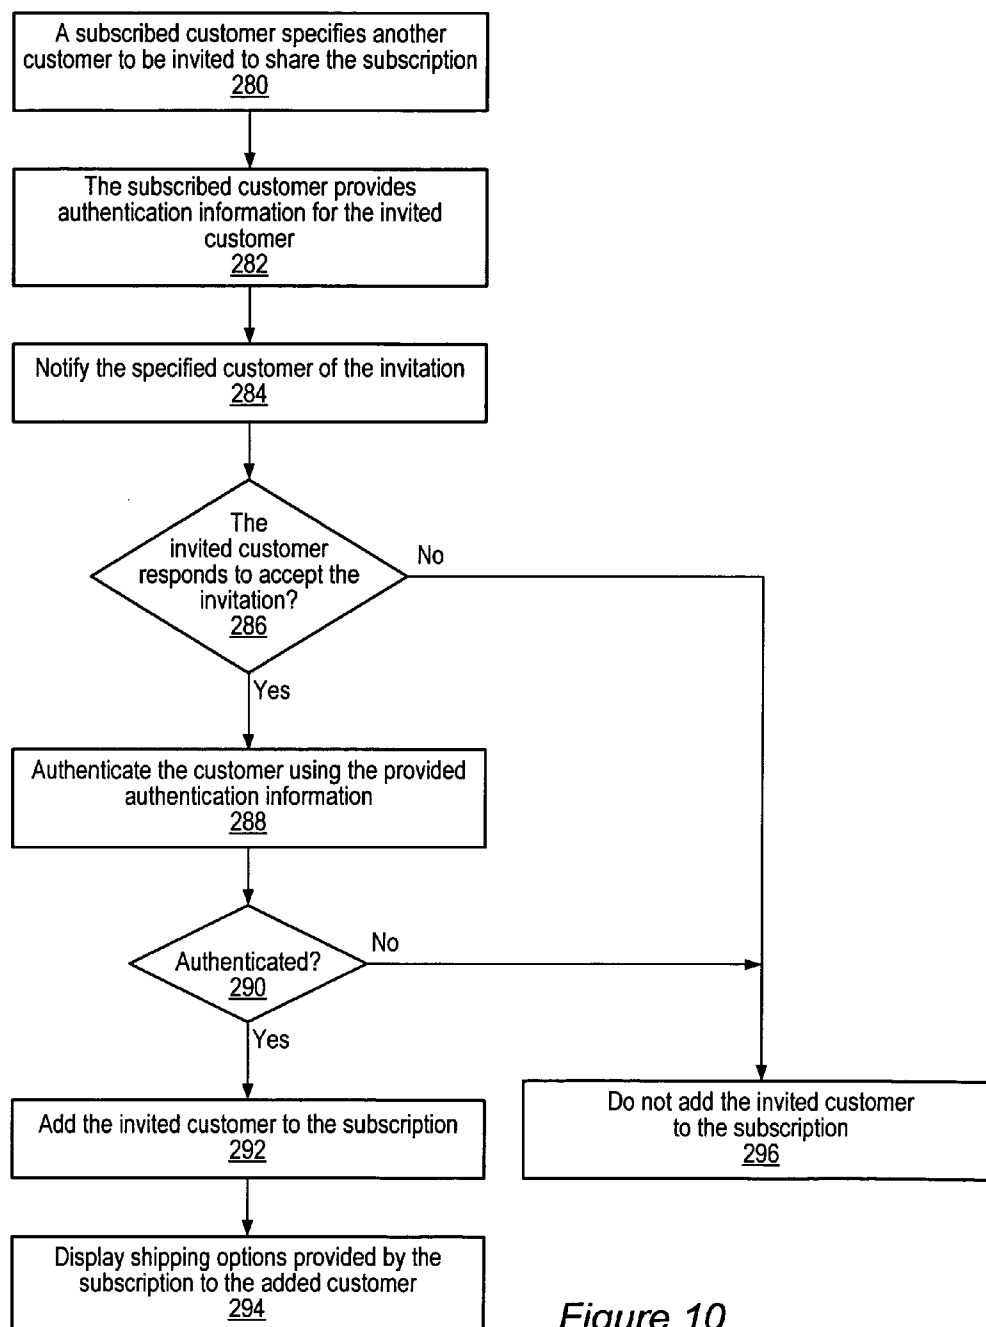 A subscribed customer specifies another
customer to be invited to share the subscription
280
The subscribed customer provides
authentication information for the invited
customer
282
Notify the specified customer of the invitation
284
The
invited customer
responds to accept the
invitation?
286
No
Yes
Authenticate the customer using the provided
authentication information
288
Authenticated?
290
No
Yes
Add the invited customer to the subscription
292
Do not add the invited customer
to the subscription
296
Display shipping options provided by the
subscription to the added customer
294
Figure 10